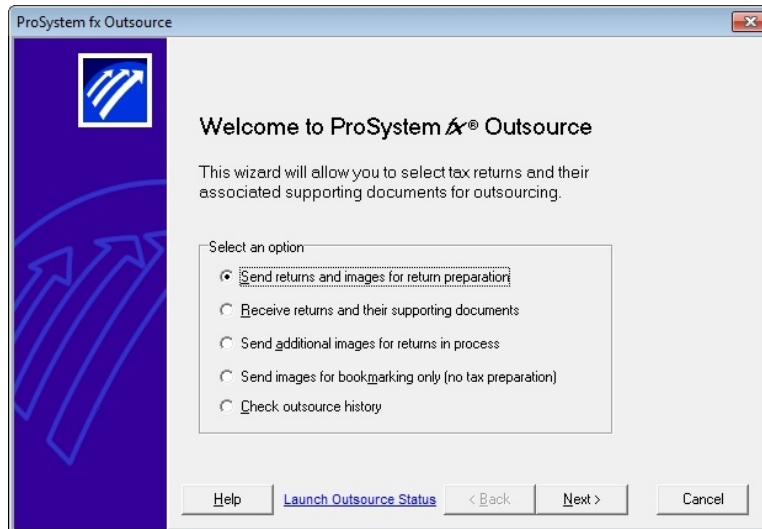 ProSystem fx Outsource
Welcome to ProSystem fx® Outsource
This wizard will allow you to select tax returns and their
associated supporting documents for outsourcing.
Select an option
Send returns and images for return preparation
Receive returns and their supporting documents
Send additional images for returns in process
Send images for bookmarking only (no tax preparation)
Check outsource history
Help Launch Outsource Status < Back Next > Cancel